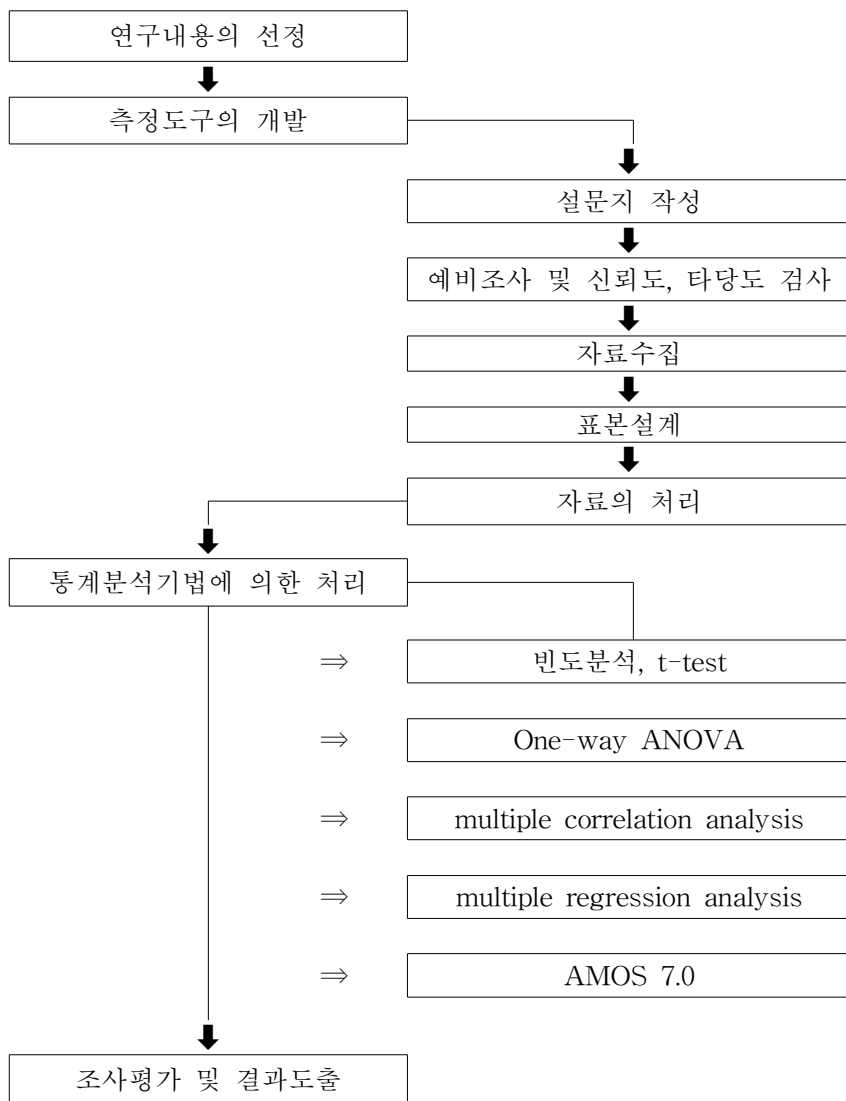 연구내용의 선정
측정도구의 개발
설문지 작성
예비조사 및 신뢰도, 타당도 검사
자료수집
표본설계
자료의 처리
통계분석기법에 의한 처리
⇒ 빈도분석, t-test
⇒ One-way ANOVA
⇒ multiple correlation analysis
⇒ multiple regression analysis
⇒ AMOS 7.0
조사평가 및 결과도출